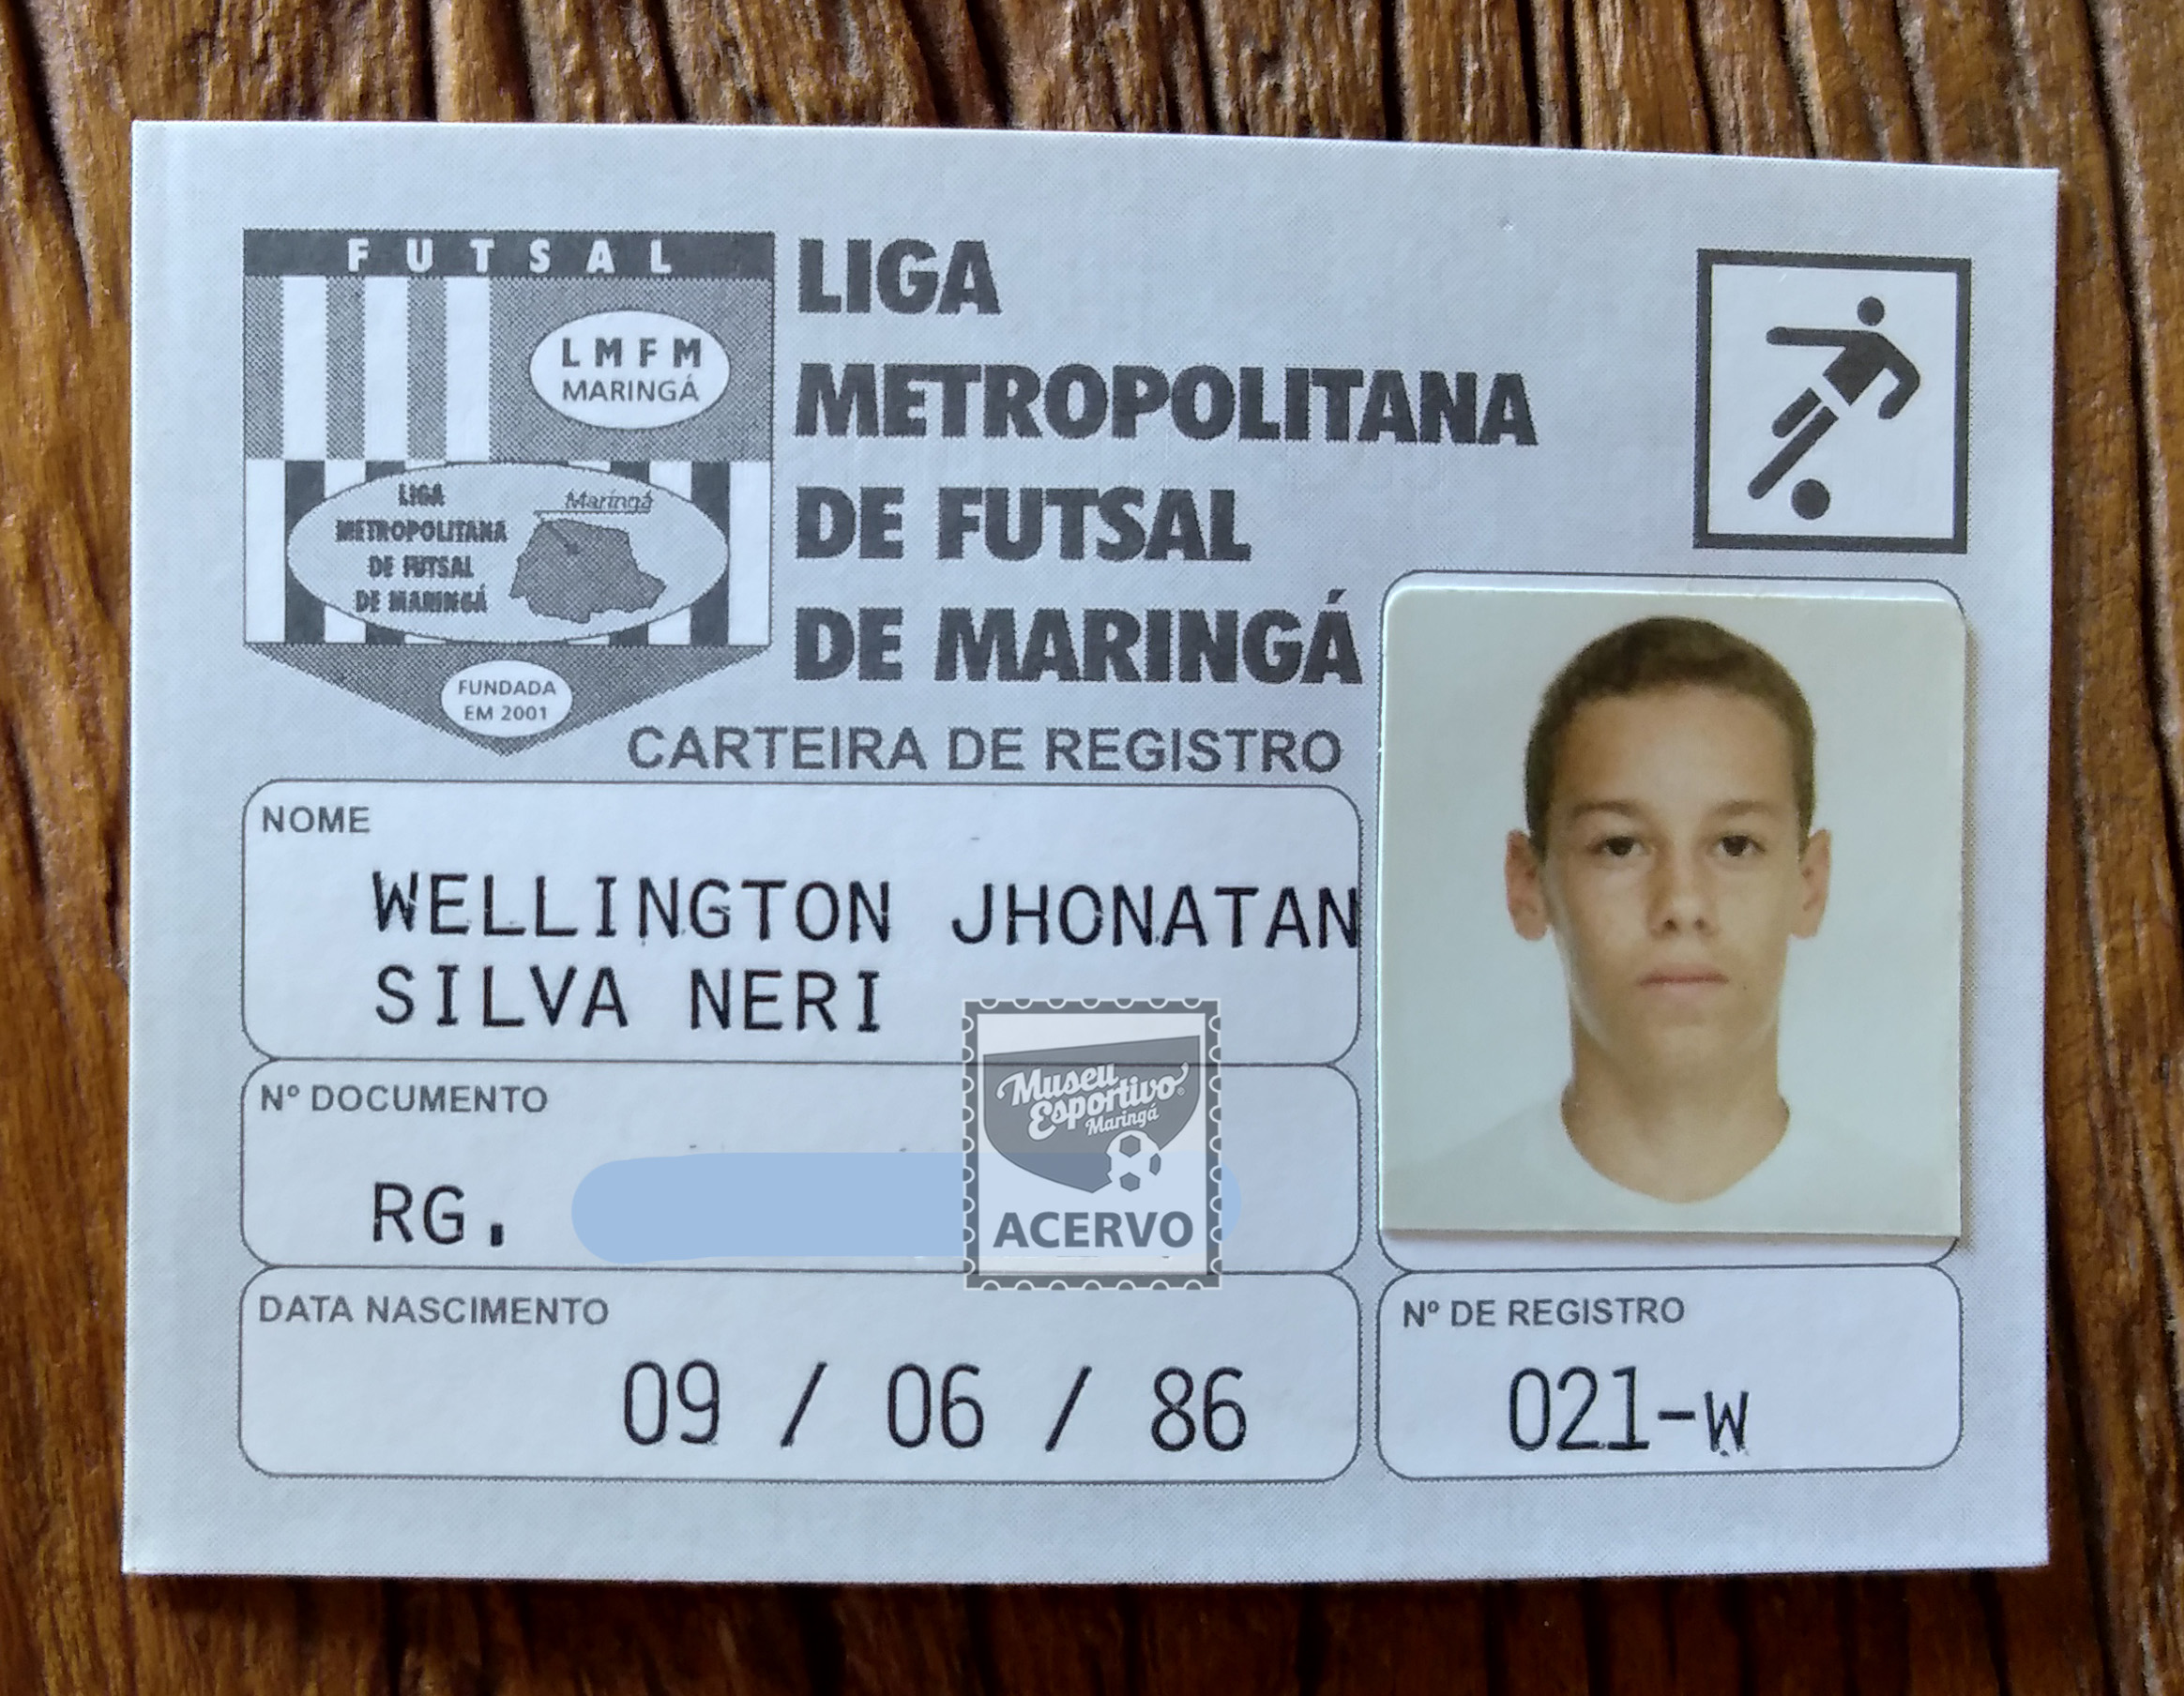 FUTSAL
LMFM
MARINGÁ
LIGA
METROPOLITANA
DE FUTSAL
DE MARINGÁ
Maringá
FUNDADA
EM 2001
LIGA
METROPOLITANA
DE FUTSAL
DE MARINGÁ
CARTEIRA DE REGISTRO
NOME
WELLINGTON JHONATAN
SILVA NERI
Nº DOCUMENTO
RG.
Museu
Esportivo
Maringá
ACERVO
DATA NASCIMENTO
09 / 06 / 86
Nº DE REGISTRO
021-W